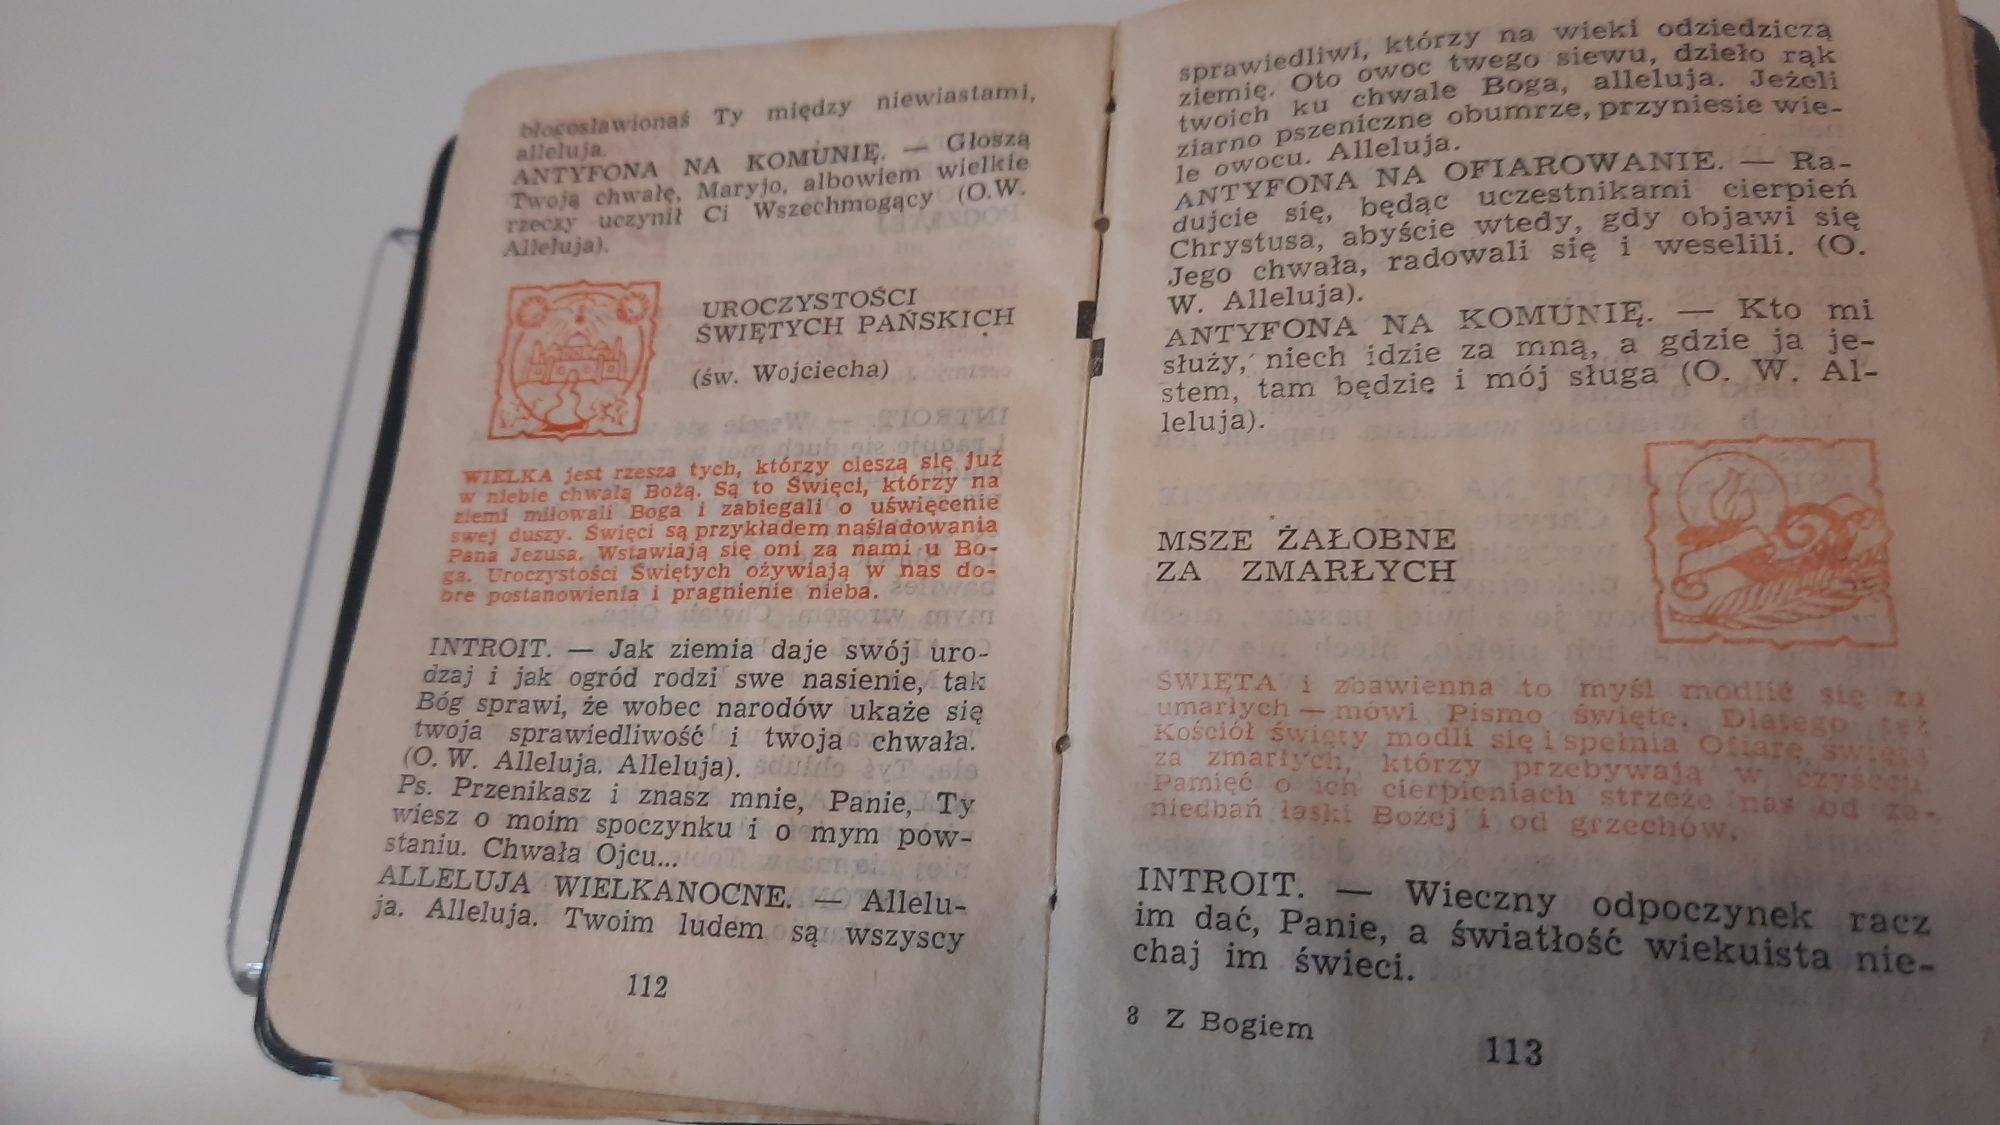 błogosławionaś Ty między niewiastami,
alleluja.
ANTYFONA NA KOMUNIĘ. — Głoszą
Twoją chwałę, Maryjo, albowiem wielkie
rzeczy uczynił Ci Wszechmogący (O.W.
Alleluja).
UROCZYSTOŚCI
ŚWIĘTYCH PAŃSKICH
(św. Wojciecha)
WIELKA jest rzesza tych, którzy cieszą się już
w niebie chwałą Bożą. Są to Święci, którzy na
ziemi miłowali Boga i zabiegali o uświęcenie
swej duszy. Święci są przykładem naśladowania
Pana Jezusa. Wstawiają się oni za nami u Bo-
ga. Uroczystości Świętych ożywiają w nas do-
bre postanowienia i pragnienie nieba.
INTROIT. — Jak ziemia daje swój uro-
dzaj i jak ogród rodzi swe nasienie, tak
Bóg sprawi, że wobec narodów ukaże się
twoja sprawiedliwość i twoja chwała.
(O. W. Alleluja. Alleluja).
Ps. Przenikasz i znasz mnie, Panie, Ty
wiesz o moim spoczynku i o mym pow-
staniu. Chwała Ojcu...
ALLELUJA WIELKANOCNE. — Allelu-
ja. Alleluja. Twoim ludem są wszyscy
112
sprawiedliwi, którzy na wieki odziedziczą
ziemię. Oto owoc twego siewu, dzieło rąk
twoich ku chwale Boga, alleluja. Jeżeli
ziarno pszeniczne obumrze, przyniesie wie-
le owocu. Alleluja.
ANTYFONA NA OFIAROWANIE. — Ra-
dujcie się, będąc uczestnikami cierpień
Chrystusa, abyście wtedy, gdy objawi się
Jego chwała, radowali się i weselili. (O.
W. Alleluja).
ANTYFONA NA KOMUNIĘ. — Kto mi
służy, niech idzie za mną, a gdzie ja je-
stem, tam będzie i mój sługa (O. W. Al-
leluja).
MSZE ŻAŁOBNE
ZA ZMARŁYCH
ŚWIĘTA i zbawienna to myśl modlić się za
umarłych — mówi Pismo święte. Dlatego też
Kościół święty modli się i spełnia Ofiarę świętą
za zmarłych, którzy przebywają w czyśćcu.
Pamięć o ich cierpieniach strzeże nas od za-
niedbań łaski Bożej i od grzechów.
INTROIT. — Wieczny odpoczynek racz
im dać, Panie, a światłość wiekuista nie-
chaj im świeci.
8 Z Bogiem
113